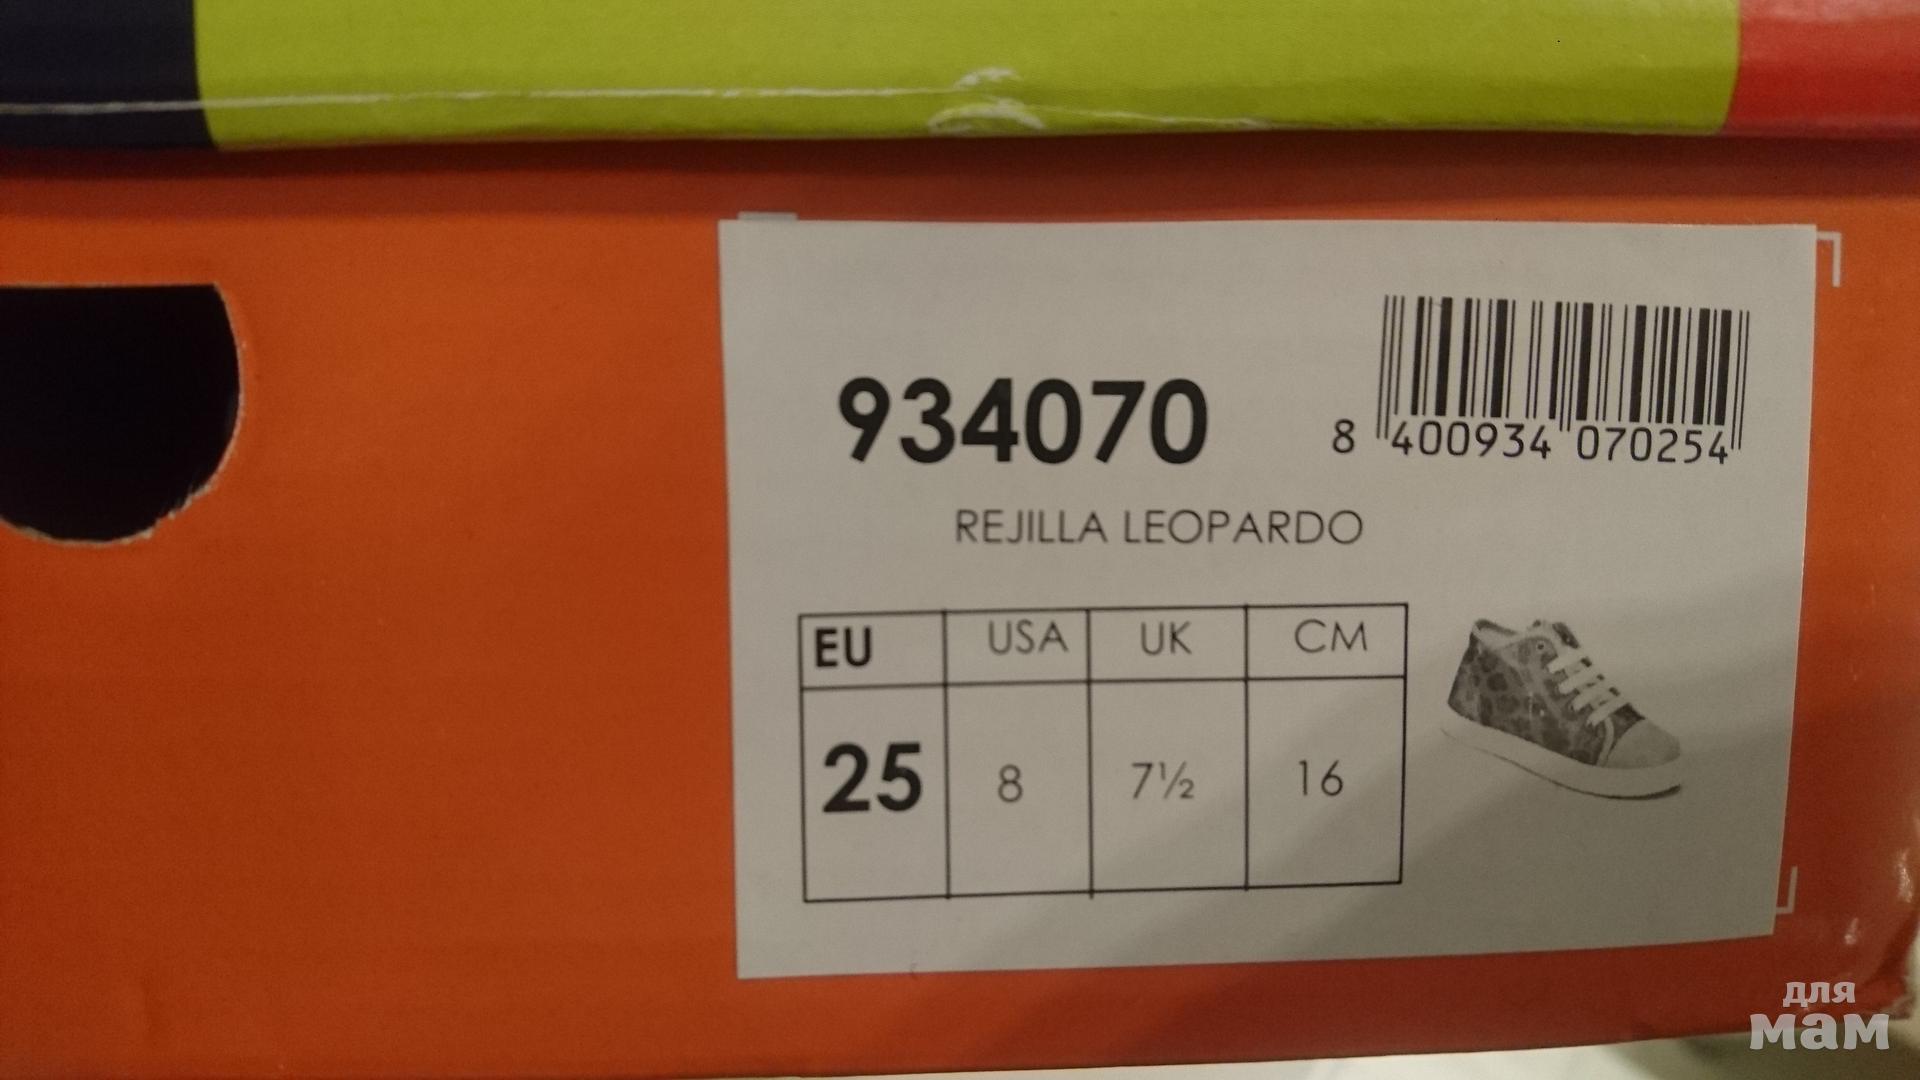 934070
8 400934 070254
REJILLA LEOPARDO
EU USA UK CM
25 8 7½ 16
для
мам